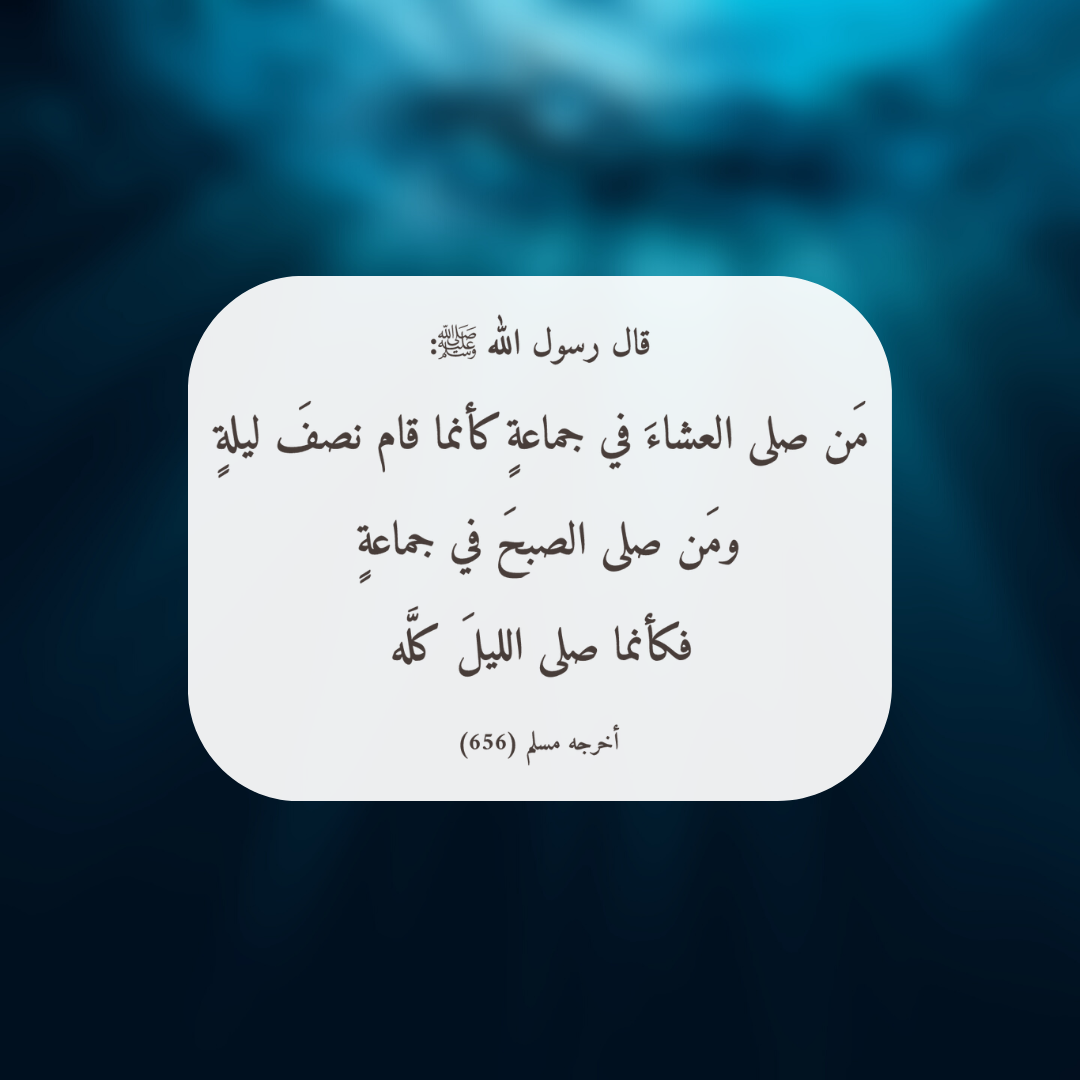 قال رسول الله ﷺ:
مَن صلى العشاءَ في جماعةٍ كأنما قام نصفَ ليلةٍ
ومَن صلى الصبحَ في جماعةٍ
فكأنما صلى الليلَ كلَّه
أخرجه مسلم (656)